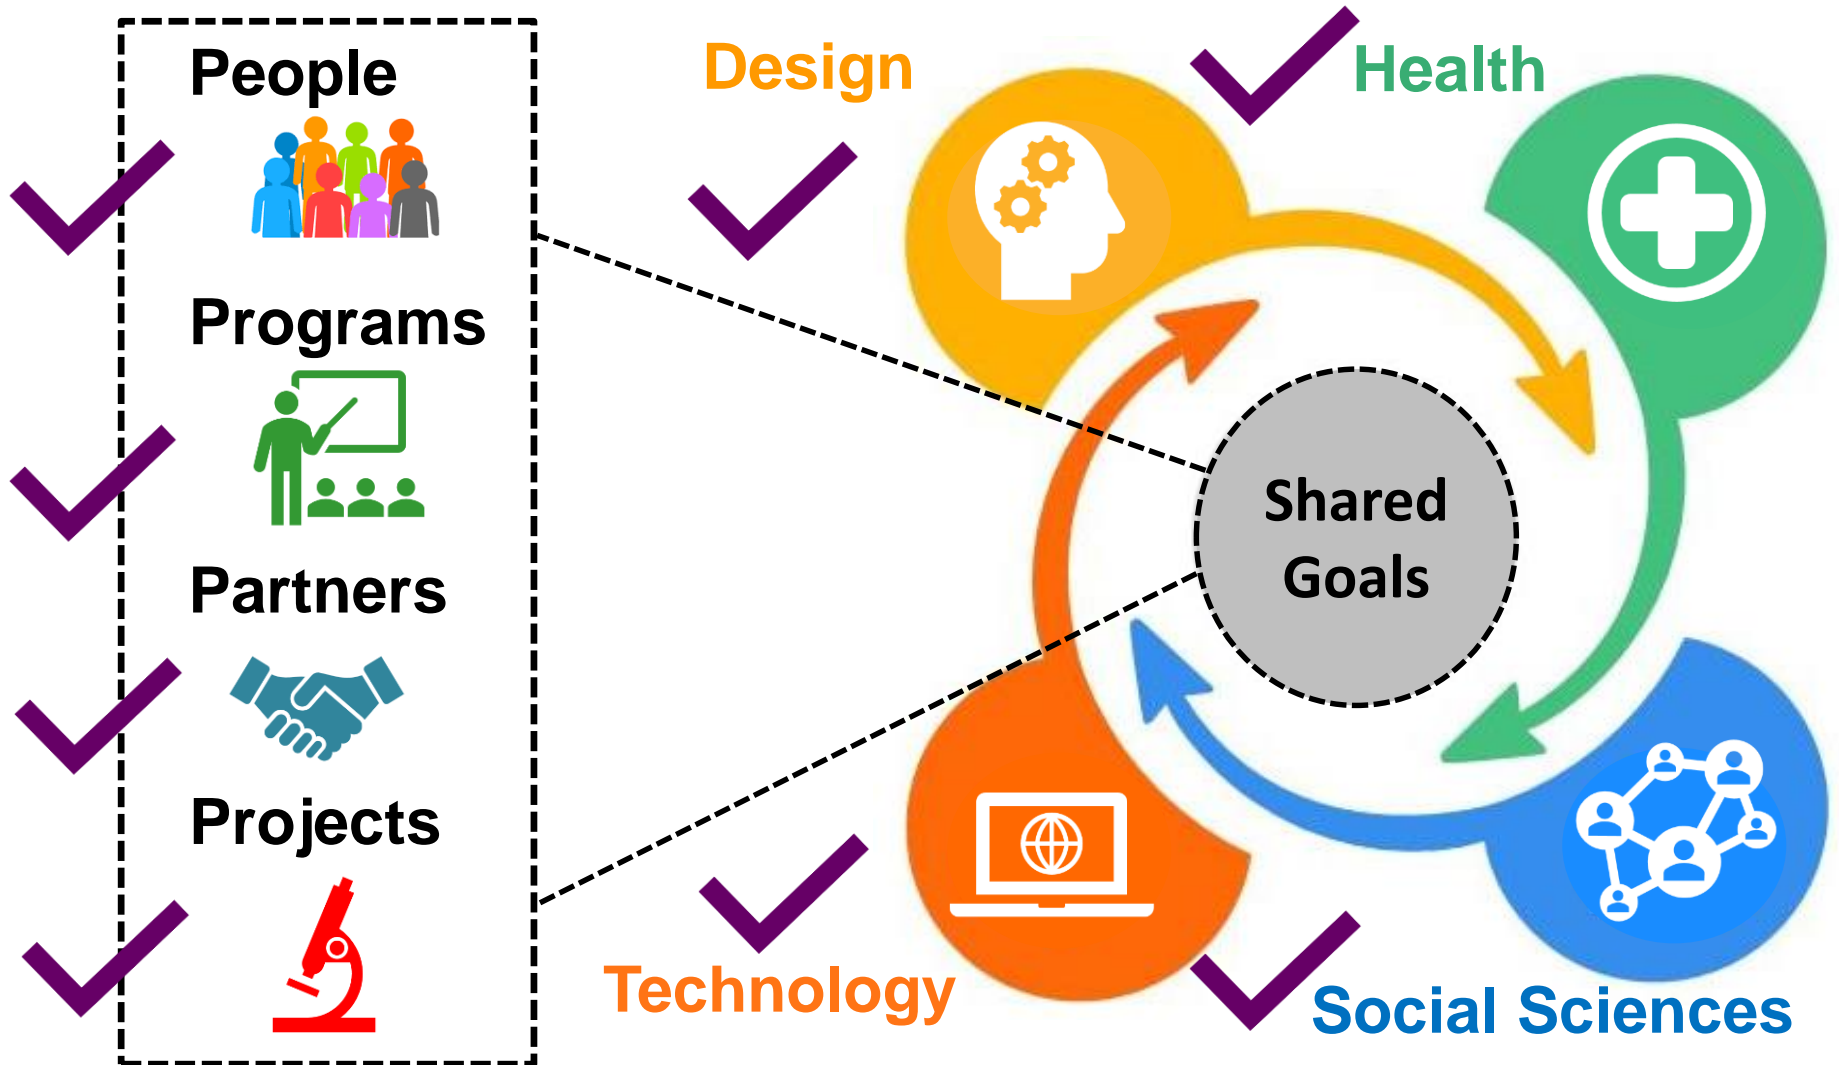 People
Programs
Partners
Projects
Design
Health
Shared
Goals
Technology
Social Sciences